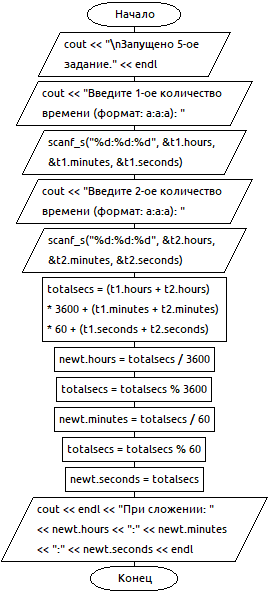 Начало
cout << "\nЗапущено 5-ое
задание." << endl
cout << "Введите 1-ое количество
времени (формат: a:a:a): "
scanf_s("%d:%d:%d", &t1.hours,
&t1.minutes, &t1.seconds)
cout << "Введите 2-ое количество
времени (формат: a:a:a): "
scanf_s("%d:%d:%d", &t2.hours,
&t2.minutes, &t2.seconds)
totalsecs = (t1.hours + t2.hours)
* 3600 + (t1.minutes + t2.minutes)
* 60 + (t1.seconds + t2.seconds)
newt.hours = totalsecs / 3600
totalsecs = totalsecs % 3600
newt.minutes = totalsecs / 60
totalsecs = totalsecs % 60
newt.seconds = totalsecs
cout << endl << "При сложении: "
<< newt.hours << ":" << newt.minutes
<< ":" << newt.seconds << endl
Конец